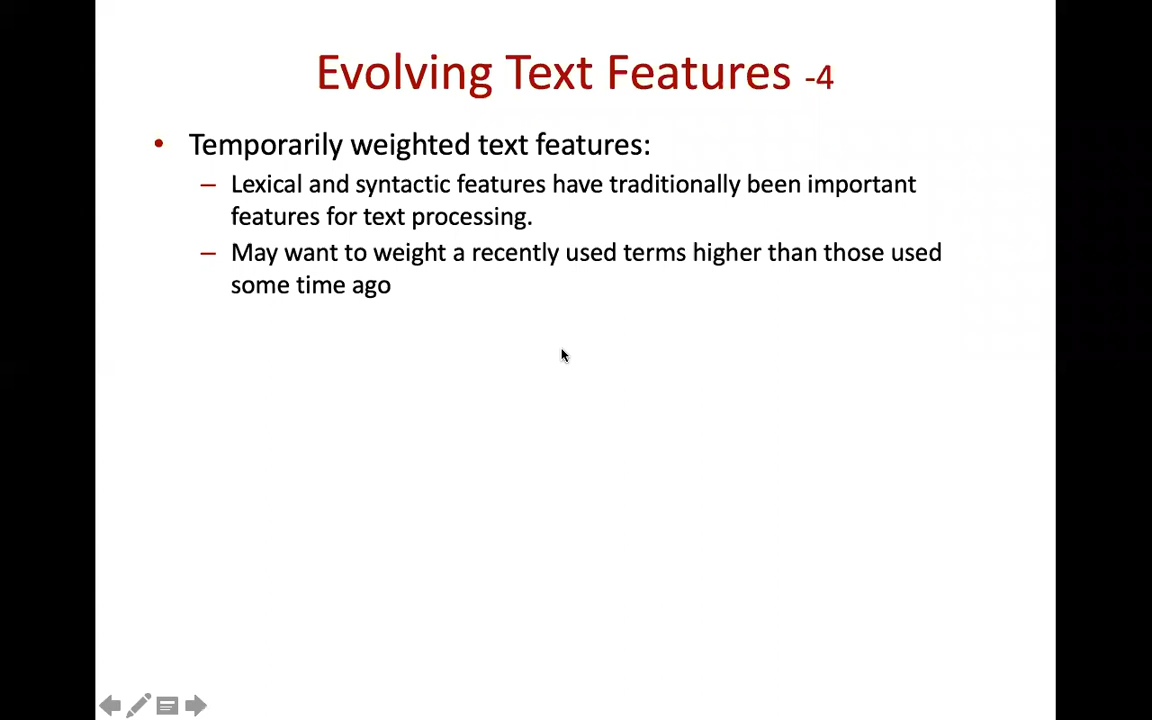 Evolving Text Features -4
• Temporarily weighted text features:
– Lexical and syntactic features have traditionally been important
features for text processing.
– May want to weight a recently used terms higher than those used
some time ago